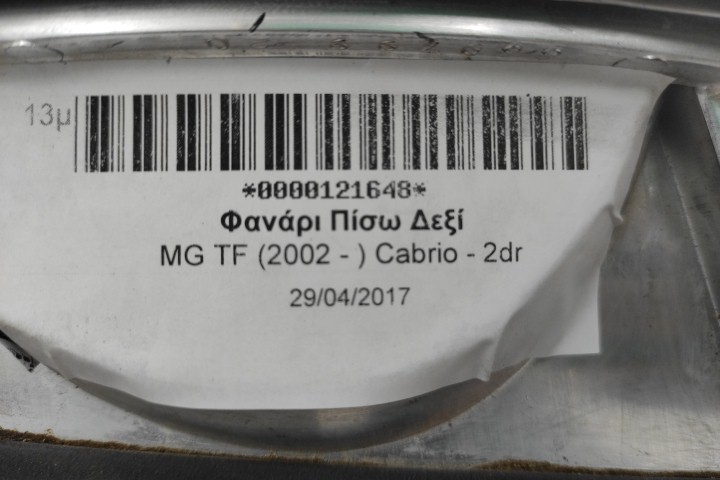 13μ
*0000121648*
Φανάρι Πίσω Δεξί
MG TF (2002 - ) Cabrio - 2dr
29/04/2017